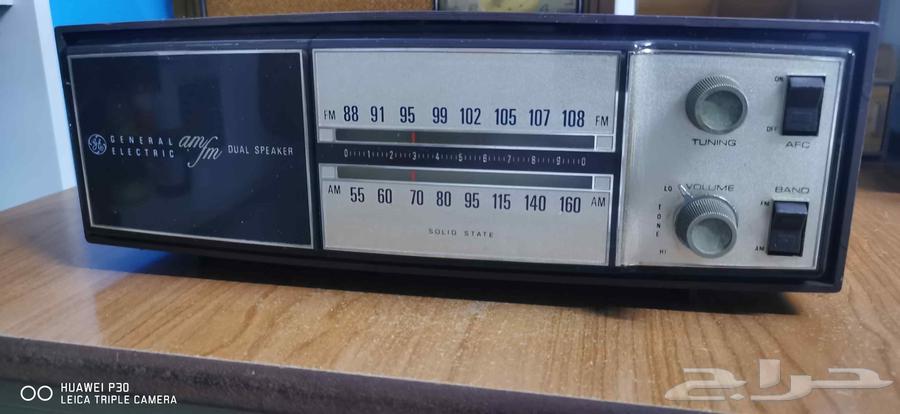 GE GENERAL ELECTRIC am fm DUAL SPEAKER
FM 88 91 95 99 102 105 107 108 FM
0 1 2 3 4 5 6 7 8 9 0
AM 55 60 70 80 95 115 140 160 AM
SOLID STATE
TUNING
ON
OFF
AFC
LO VOLUME
TONE
HI
BAND
FM
AM
HUAWEI P30
LEICA TRIPLE CAMERA
حراج